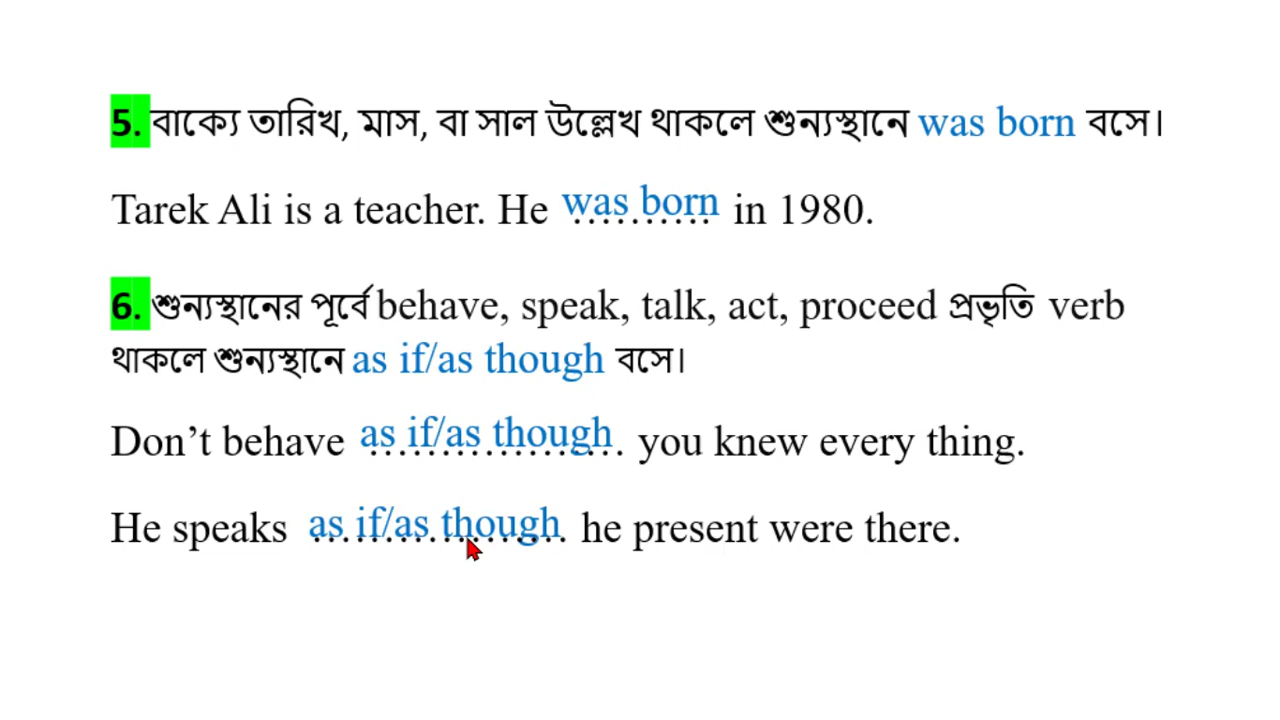 5. বাক্যে তারিখ, মাস, বা সাল উল্লেখ থাকলে শুন্যস্থানে was born বসে।
Tarek Ali is a teacher. He was born in 1980.
6. শুন্যস্থানের পূর্বে behave, speak, talk, act, proceed প্রভৃতি verb
থাকলে শুন্যস্থানে as if/as though বসে।
Don’t behave as if/as though you knew every thing.
He speaks as if/as though he present were there.